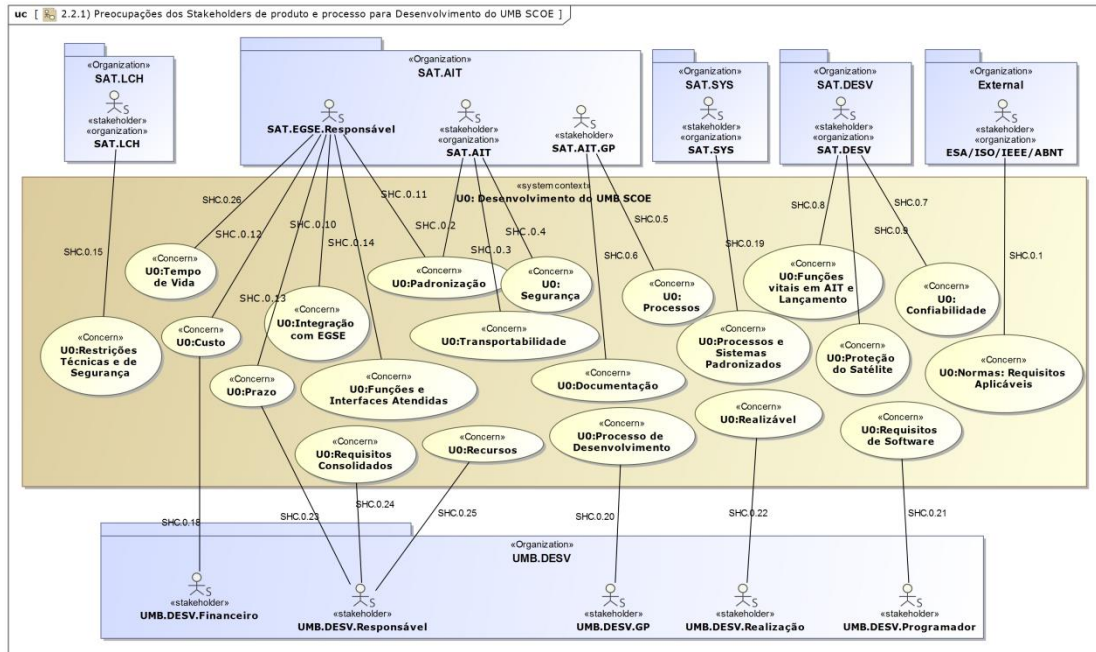 uc [ 2.2.1) Preocupações dos Stakeholders de produto e processo para Desenvolvimento do UMB SCOE ]
«Organization»
SAT.LCH
«stakeholder»
«organization»
SAT.LCH
«Organization»
SAT.AIT
SAT.EGSE.Responsável
«stakeholder»
«organization»
SAT.AIT
«stakeholder»
SAT.AIT.GP
«Organization»
SAT.SYS
«stakeholder»
«organization»
SAT.SYS
«Organization»
SAT.DESV
«stakeholder»
«organization»
SAT.DESV
«Organization»
External
«stakeholder»
«organization»
ESA/ISO/IEEE/ABNT
«system context»
U0: Desenvolvimento do UMB SCOE
SHC.0.15
SHC.0.26
SHC.0.12
SHC.0.13
SHC.0.10
SHC.0.14
SHC.0.11
SHC.0.2
SHC.0.3
SHC.0.4
SHC.0.6
SHC.0.5
SHC.0.19
SHC.0.8
SHC.0.9
SHC.0.7
SHC.0.1
«Concern»
U0:Tempo
de Vida
«Concern»
U0:Padronização
«Concern»
U0:
Segurança
«Concern»
U0:
Processos
«Concern»
U0:Funções
vitais em AIT e
Lançamento
«Concern»
U0:
Confiabilidade
«Concern»
U0:Restrições
Técnicas e de
Segurança
«Concern»
U0:Custo
«Concern»
U0:Integração
com EGSE
«Concern»
U0:Transportabilidade
«Concern»
U0:Processos e
Sistemas
Padronizados
«Concern»
U0:Proteção
do Satélite
«Concern»
U0:Normas: Requisitos
Aplicáveis
«Concern»
U0:Prazo
«Concern»
U0:Funções e
Interfaces Atendidas
«Concern»
U0:Documentação
«Concern»
U0:Realizável
«Concern»
U0:Requisitos
de Software
«Concern»
U0:Requisitos
Consolidados
«Concern»
U0:Recursos
«Concern»
U0:Processo de
Desenvolvimento
SHC.0.18
SHC.0.23
SHC.0.24
SHC.0.25
SHC.0.20
SHC.0.22
SHC.0.21
«Organization»
UMB.DESV
«stakeholder»
UMB.DESV.Financeiro
«stakeholder»
UMB.DESV.Responsável
«stakeholder»
UMB.DESV.GP
«stakeholder»
UMB.DESV.Realização
«stakeholder»
UMB.DESV.Programador